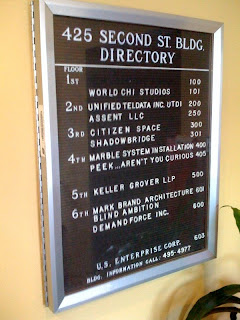 425 SECOND ST. BLDG.
DIRECTORY
FLOOR
1ST 100
WORLD CHI STUDIOS 101
2ND UNIFIED TELDATA INC. UTDI 200
ASSENT LLC 250
3RD CITIZEN SPACE 300
SHADOWBRIDGE 301
4TH MARBLE SYSTEM INSTALLATION 400
PEEK...AREN'T YOU CURIOUS 405
5TH KELLER GROVER LLP 500
6TH MARK BRAND ARCHITECTURE 601
BLIND AMBITION
DEMANDFORCE INC. 600
U.S. ENTERPRISE CORP. 603
BLDG. INFORMATION CALL: 495-4977